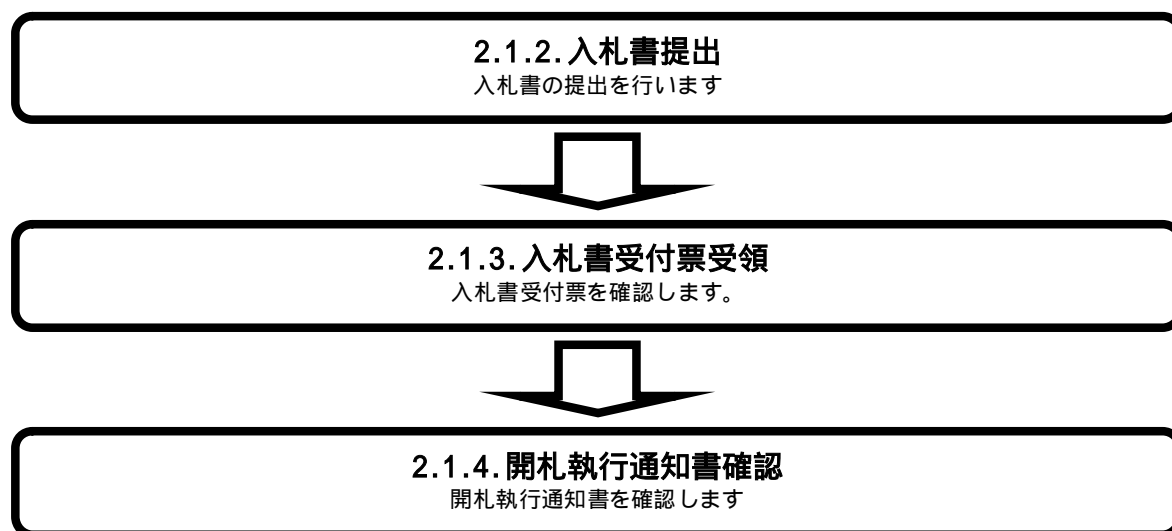 2.1.2.入札書提出
入札書の提出を行います
2.1.3.入札書受付票受領
入札書受付票を確認します。
2.1.4.開札執行通知書確認
開札執行通知書を確認します